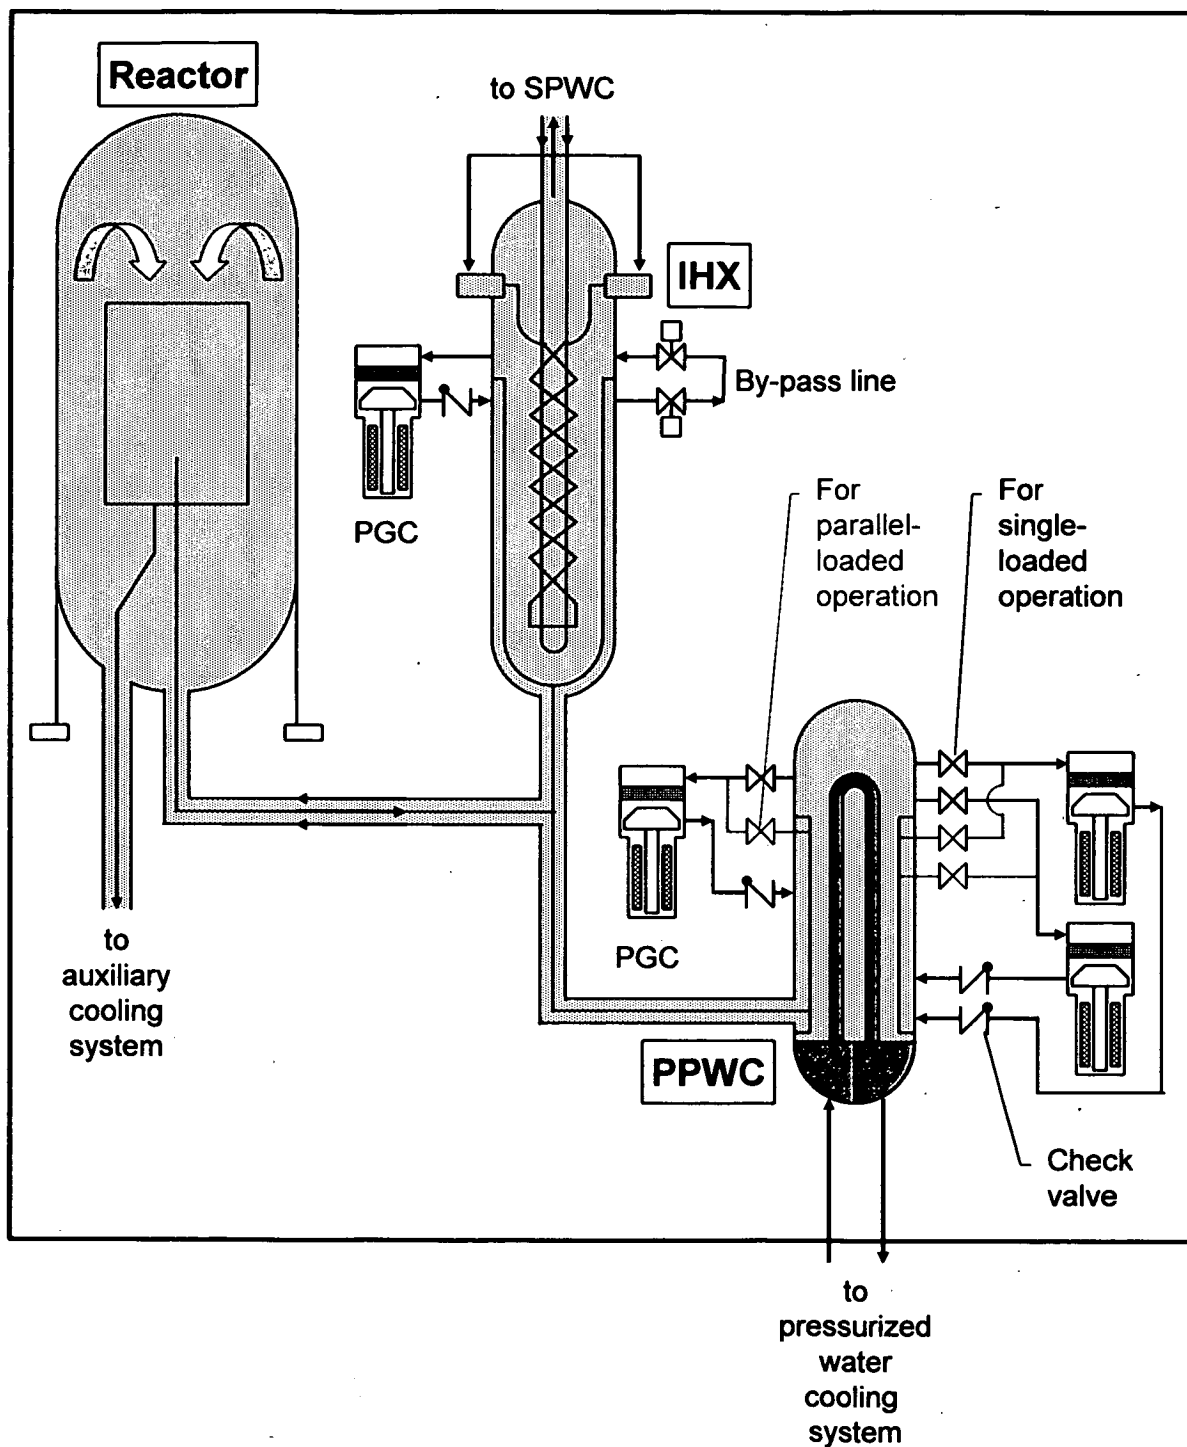 Reactor
to SPWC
IHX
By-pass line
PGC
For
parallel-
loaded
operation
For
single-
loaded
operation
PGC
to
auxiliary
cooling
system
PPWC
Check
valve
to
pressurized
water
cooling
system